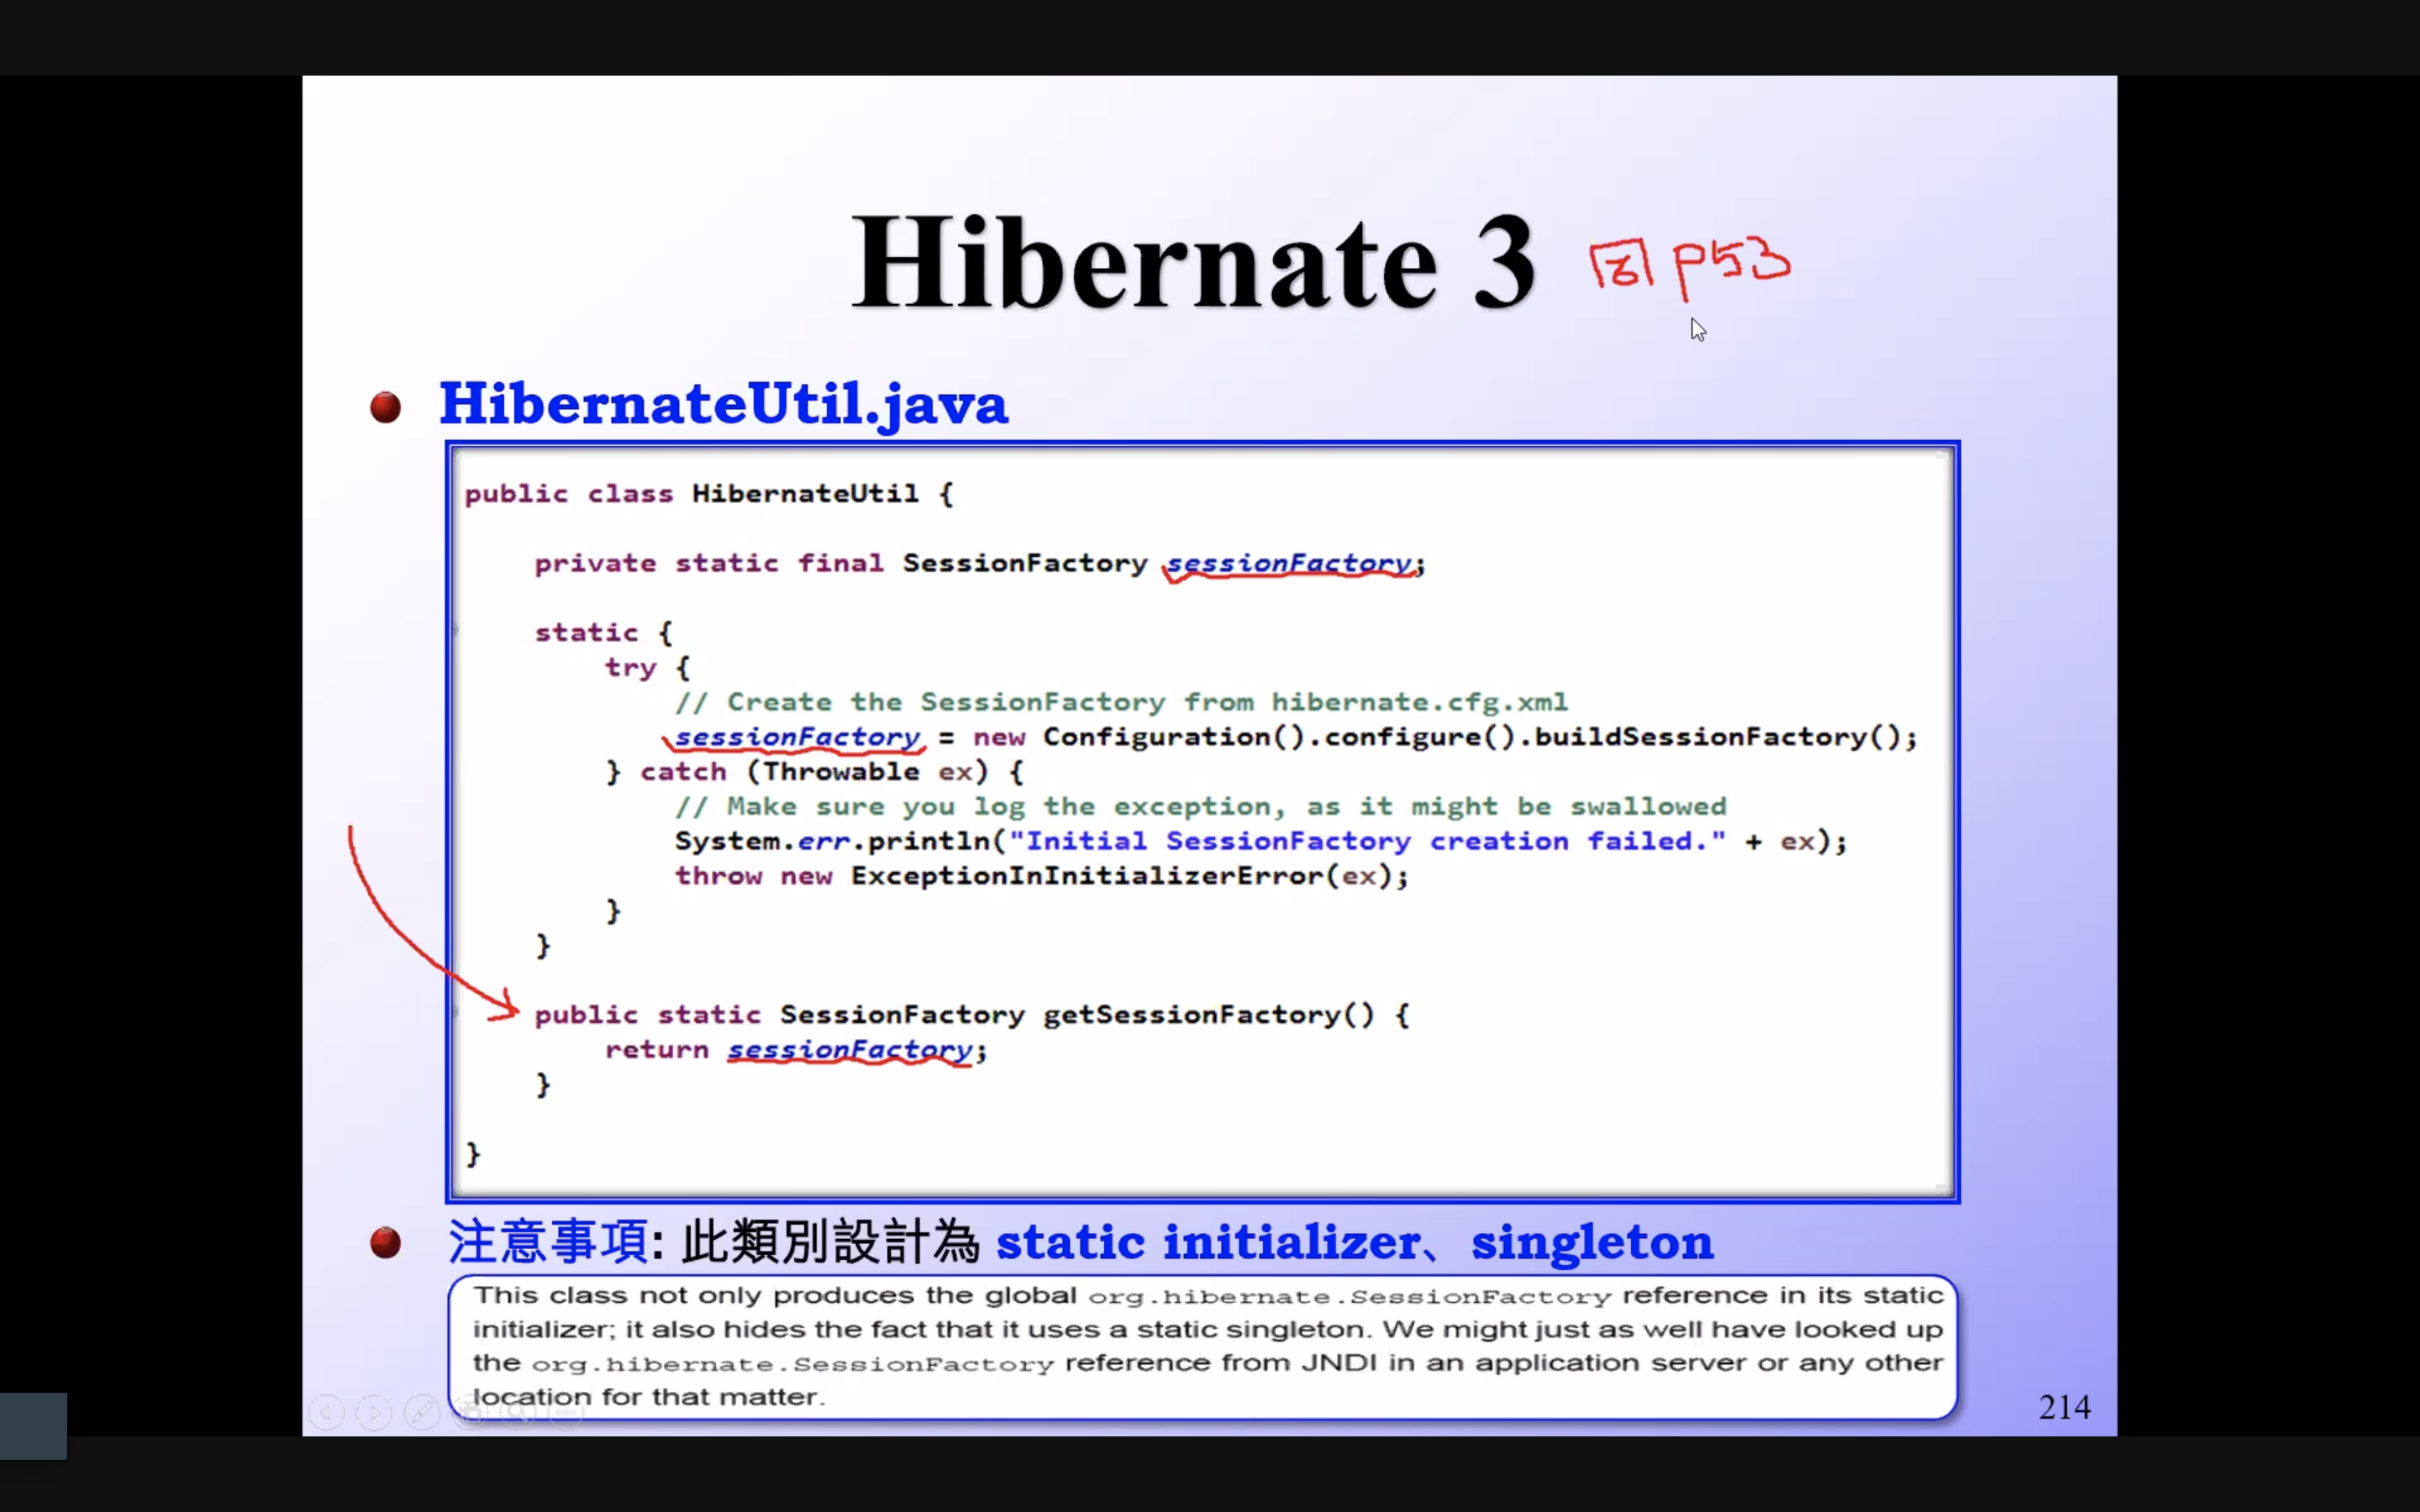 Hibernate 3 p53
HibernateUtil.java
public class HibernateUtil {
private static final SessionFactory sessionFactory;
static {
try {
// Create the SessionFactory from hibernate.cfg.xml
sessionFactory = new Configuration().configure().buildSessionFactory();
} catch (Throwable ex) {
// Make sure you log the exception, as it might be swallowed
System.err.println("Initial SessionFactory creation failed." + ex);
throw new ExceptionInInitializerError(ex);
}
}
public static SessionFactory getSessionFactory() {
return sessionFactory;
}
}
注意事項: 此類別設計為 static initializer、singleton
This class not only produces the global org.hibernate.SessionFactory reference in its static
initializer; it also hides the fact that it uses a static singleton. We might just as well have looked up
the org.hibernate.SessionFactory reference from JNDI in an application server or any other
location for that matter.
214